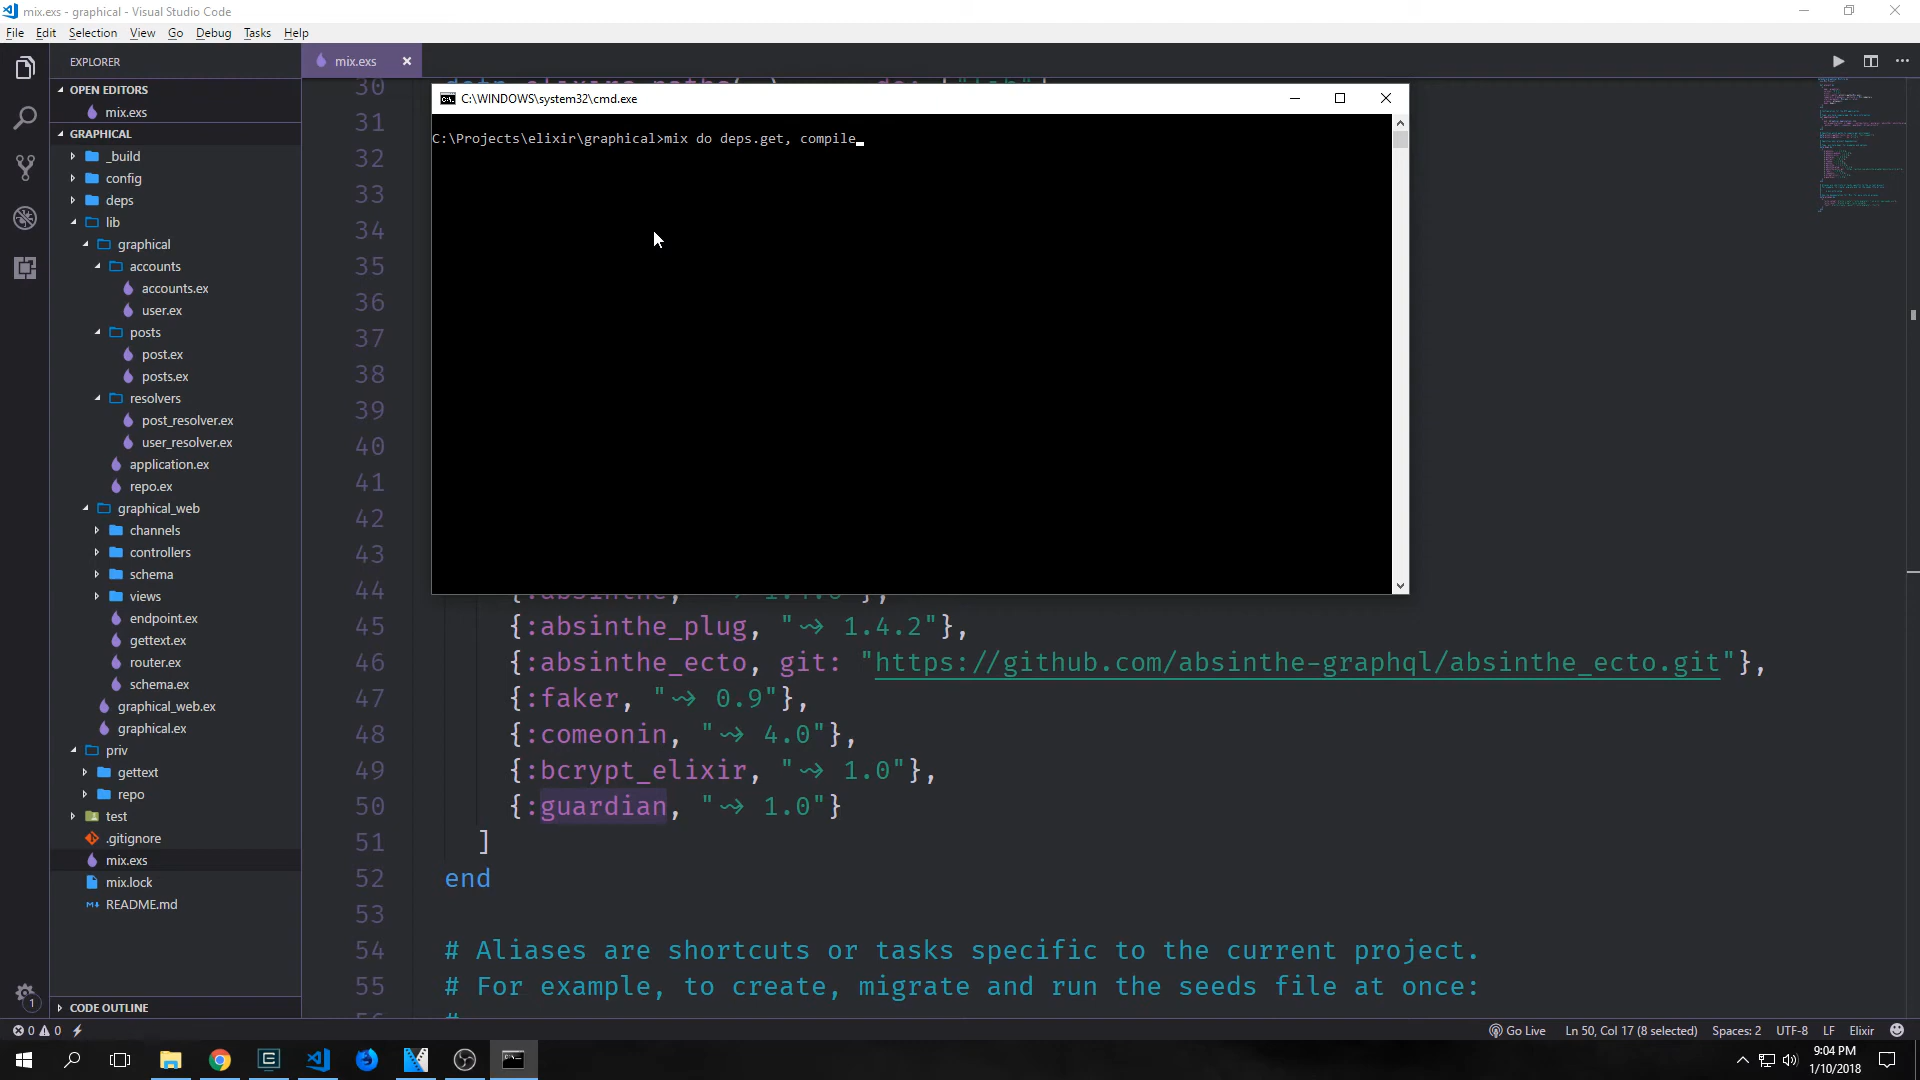 mix.exs - graphical - Visual Studio Code
File Edit Selection View Go Debug Tasks Help
EXPLORER
mix.exs
OPEN EDITORS
mix.exs
GRAPHICAL
_build
config
deps
lib
graphical
accounts
accounts.ex
user.ex
posts
post.ex
posts.ex
resolvers
post_resolver.ex
user_resolver.ex
application.ex
repo.ex
graphical_web
channels
controllers
schema
views
endpoint.ex
gettext.ex
router.ex
schema.ex
graphical_web.ex
graphical.ex
priv
gettext
repo
test
.gitignore
mix.exs
mix.lock
README.md
CODE OUTLINE
C:\WINDOWS\system32\cmd.exe
C:\Projects\elixir\graphical>mix do deps.get, compile
30
31
32
33
34
35
36
37
38
39
40
41
42
43
44
45 {:absinthe_plug, "~> 1.4.2"},
46 {:absinthe_ecto, git: "https://github.com/absinthe-graphql/absinthe_ecto.git"},
47 {:faker, "~> 0.9"},
48 {:comeonin, "~> 4.0"},
49 {:bcrypt_elixir, "~> 1.0"},
50 {:guardian, "~> 1.0"}
51 ]
52 end
53
54 # Aliases are shortcuts or tasks specific to the current project.
55 # For example, to create, migrate and run the seeds file at once:
0 0
Go Live Ln 50, Col 17 (8 selected) Spaces: 2 UTF-8 LF Elixir
9:04 PM
1/10/2018